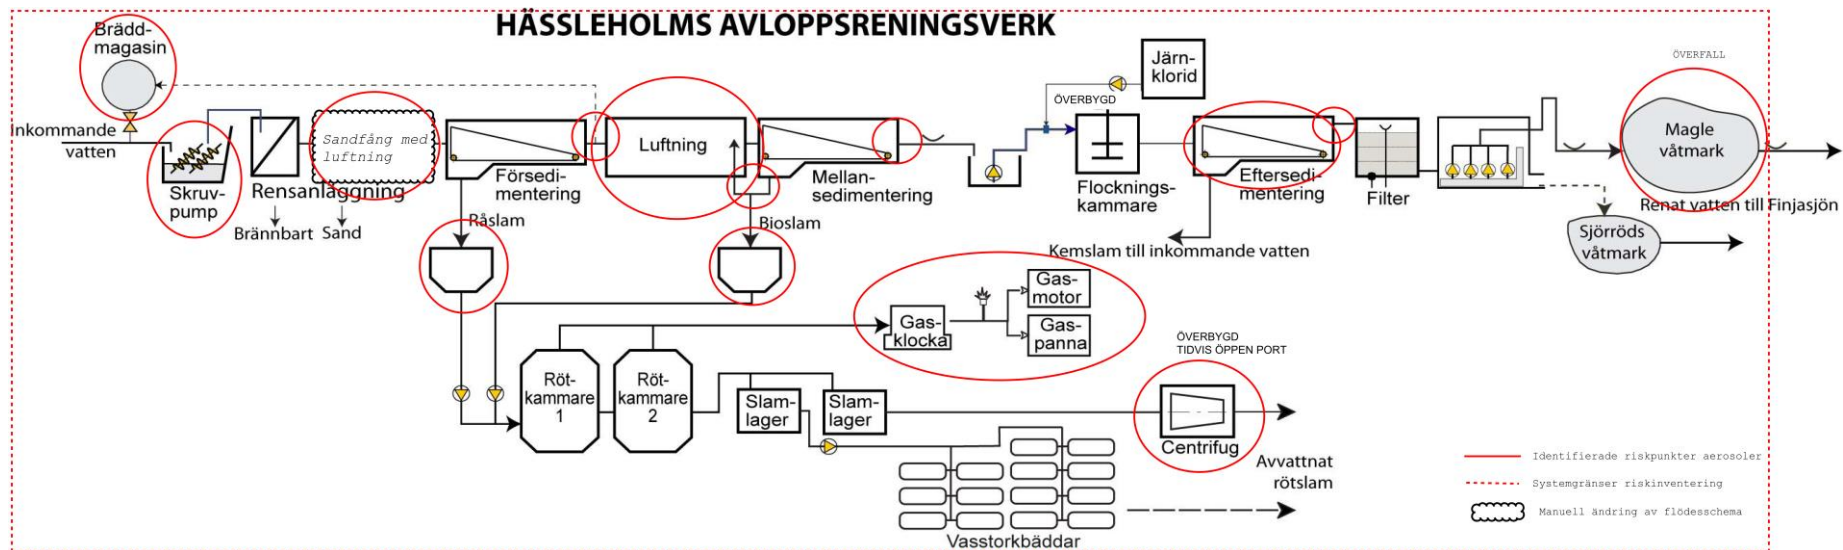 HÄSSLEHOLMS AVLOPPSRENINGSVERK
Brädd-
magasin
Inkommande
vatten
Skruv-
pump
Rensanläggning
Brännbart
Sand
Sandfång med
luftning
Försedi-
mentering
Råslam
Luftning
Mellan-
sedimentering
Bioslam
ÖVERBYGD
Järn-
klorid
Flocknings-
kammare
Eftersedi-
mentering
Kemslam till inkommande vatten
Filter
ÖVERFALL
Magle
våtmark
Renat vatten till Finjasjön
Sjörröds
våtmark
Gas-
klocka
Gas-
motor
Gas-
panna
Röt-
kammare
1
Röt-
kammare
2
Slam-
lager
Slam-
lager
ÖVERBYGD
TIDVIS ÖPPEN PORT
Centrifug
Avvattnat
rötslam
Vasstorkbäddar
Identifierade riskpunkter aerosoler
Systemgränser riskinventering
Manuell ändring av flödesschema